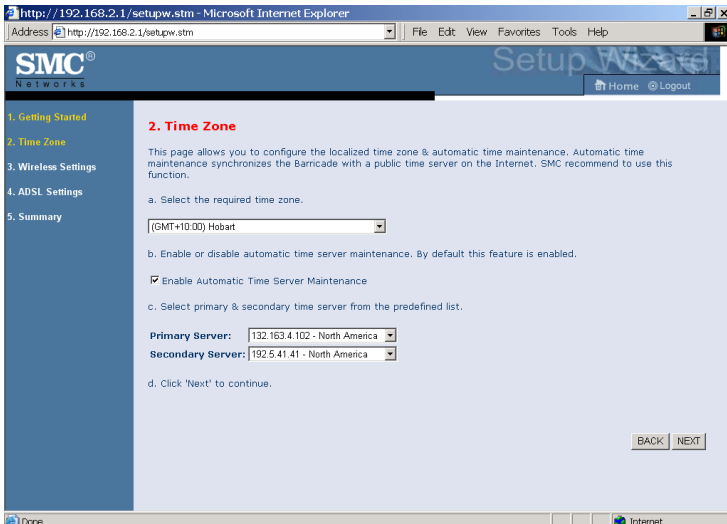 http://192.168.2.1/setupw.stm - Microsoft Internet Explorer
Address http://192.168.2.1/setupw.stm File Edit View Favorites Tools Help
SMC®
Networks
Setup Wizard
Home Logout
1. Getting Started
2. Time Zone
3. Wireless Settings
4. ADSL Settings
5. Summary
2. Time Zone
This page allows you to configure the localized time zone & automatic time maintenance. Automatic time
maintenance synchronizes the Barricade with a public time server on the Internet. SMC recommend to use this
function.
a. Select the required time zone.
(GMT+10:00) Hobart
b. Enable or disable automatic time server maintenance. By default this feature is enabled.
Enable Automatic Time Server Maintenance
c. Select primary & secondary time server from the predefined list.
Primary Server: 132.163.4.102 - North America
Secondary Server: 192.5.41.41 - North America
d. Click 'Next' to continue.
BACK NEXT
Done Internet